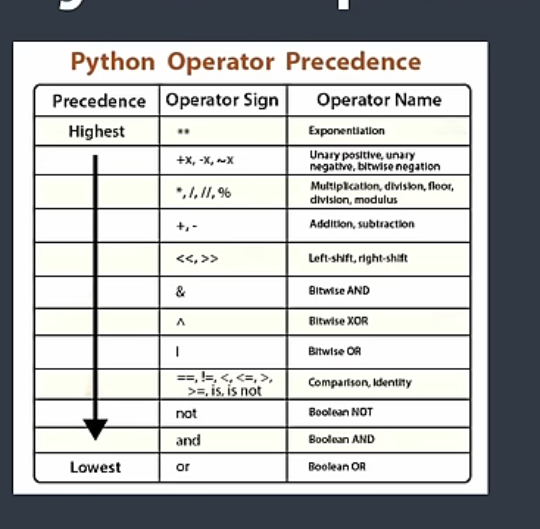 Python Operator Precedence
Precedence Operator Sign Operator Name
Highest ** Exponentiation
+x, -x, ~x Unary positive, unary
negative, bitwise negation
*, /, //, % Multiplication, division, floor,
division, modulus
+, - Addition, subtraction
<<, >> Left-shift, right-shift
& Bitwise AND
^ Bitwise XOR
| Bitwise OR
==, !=, <, <=, >,
>=, is, is not Comparison, Identity
not Boolean NOT
and Boolean AND
Lowest or Boolean OR